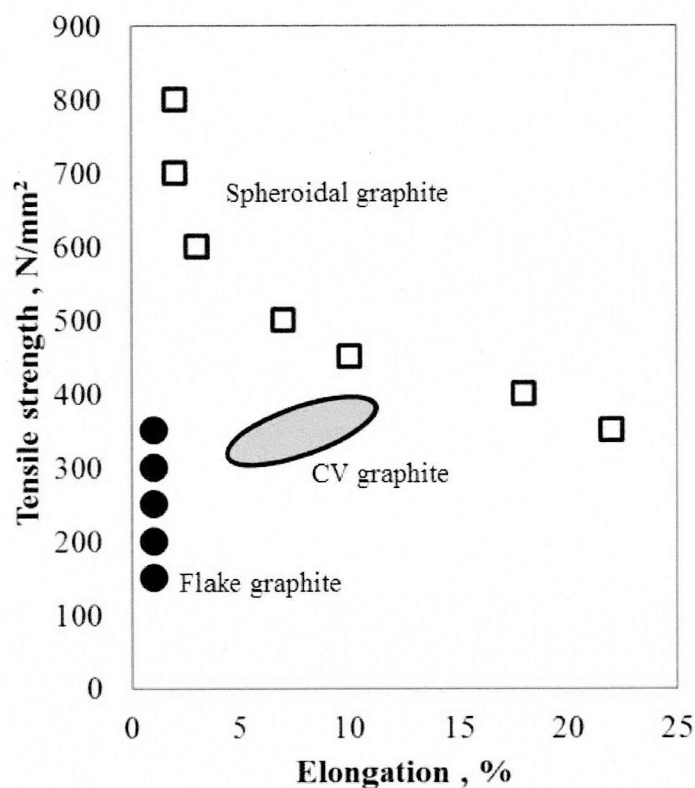 900
800
700
600
500
400
300
200
100
0
Tensile strength , N/mm²
Spheroidal graphite
CV graphite
Flake graphite
0 5 10 15 20 25
Elongation , %